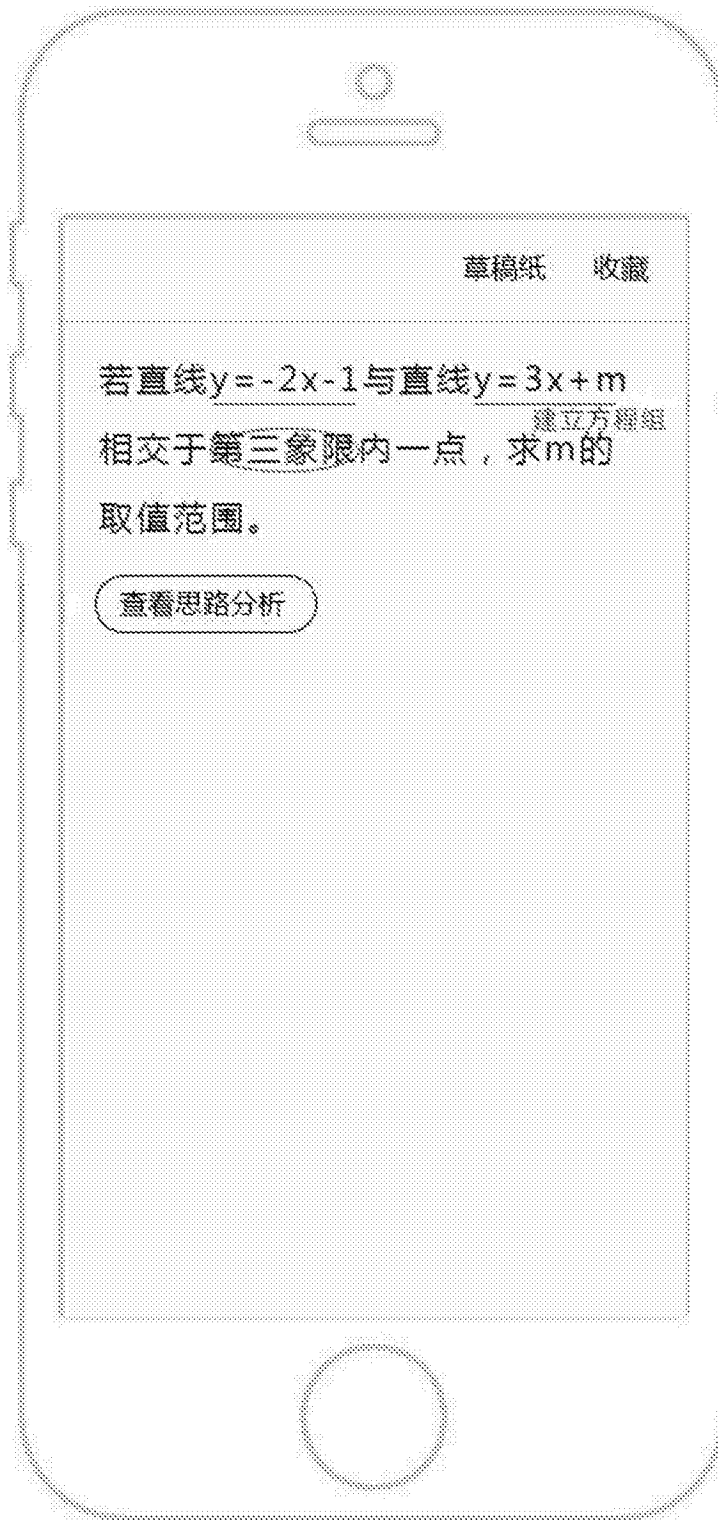 草稿纸 收藏
若直线y=-2x-1与直线y=3x+m
建立方程组
相交于第三象限内一点，求m的
取值范围。
查看思路分析